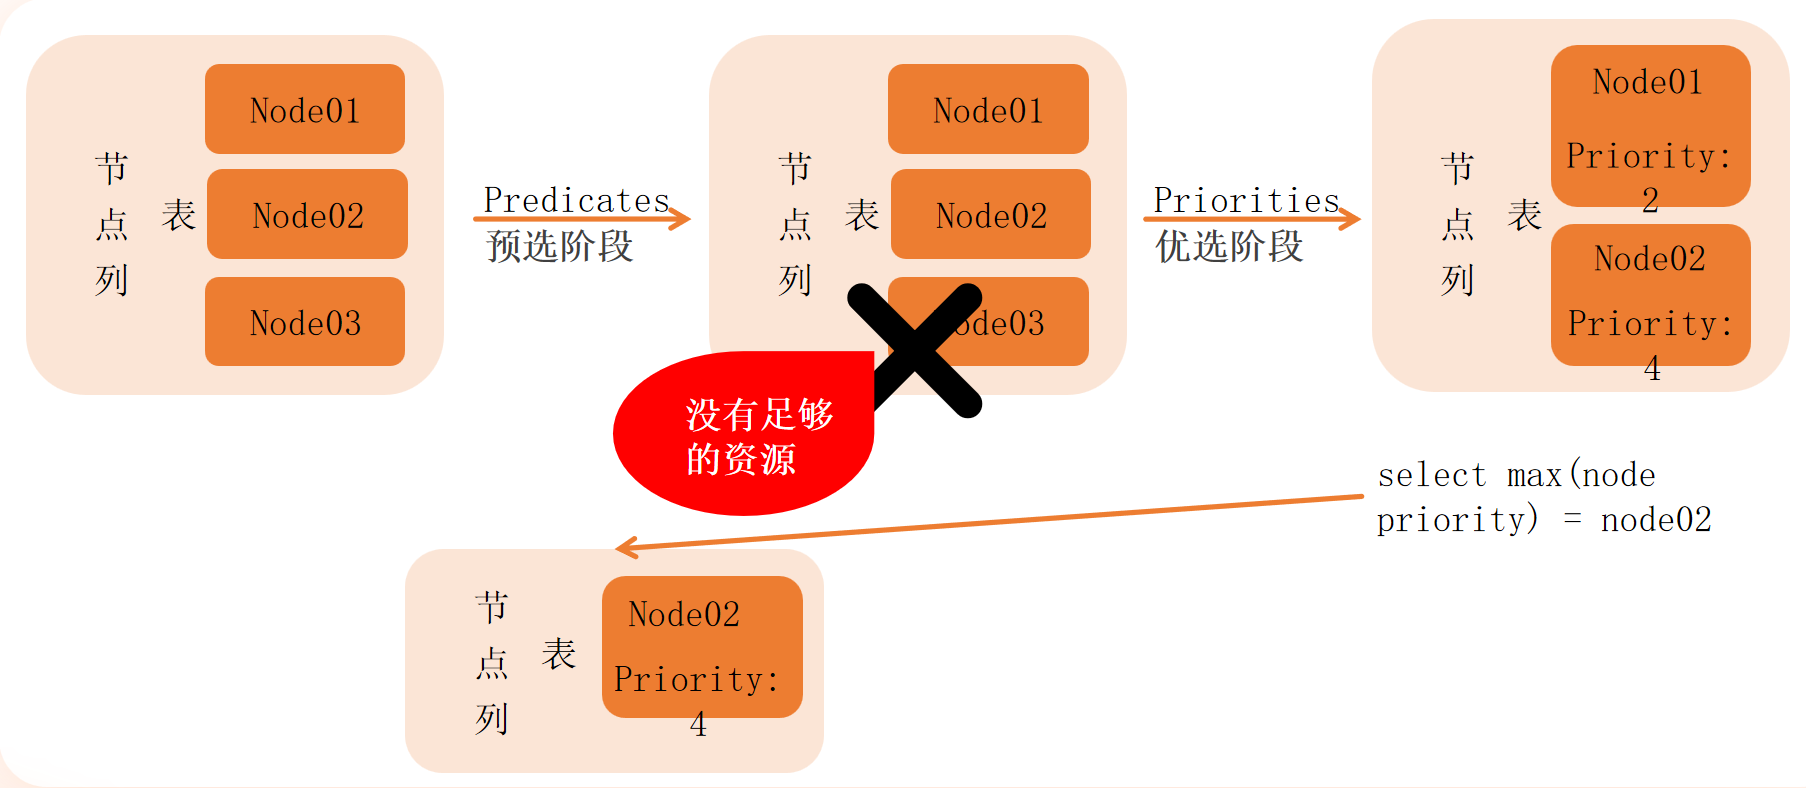 节点列表
Node01
Node02
Node03
Predicates
预选阶段
节点列表
Node01
Node02
ode03
没有足够
的资源
Priorities
优选阶段
节点列表
Node01
Priority:
2
Node02
Priority:
4
select max(node
priority) = node02
节点列表
Node02
Priority:
4